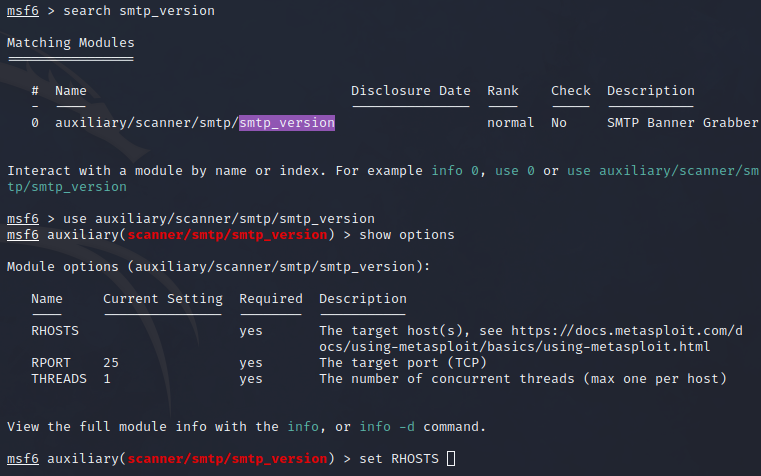 msf6 > search smtp_version
Matching Modules
================
# Name Disclosure Date Rank Check Description
- ---- --------------- ---- ----- -----------
0 auxiliary/scanner/smtp/smtp_version normal No SMTP Banner Grabber
Interact with a module by name or index. For example info 0, use 0 or use auxiliary/scanner/sm
tp/smtp_version
msf6 > use auxiliary/scanner/smtp/smtp_version
msf6 auxiliary(scanner/smtp/smtp_version) > show options
Module options (auxiliary/scanner/smtp/smtp_version):
Name Current Setting Required Description
---- --------------- -------- -----------
RHOSTS yes The target host(s), see https://docs.metasploit.com/d
ocs/using-metasploit/basics/using-metasploit.html
RPORT 25 yes The target port (TCP)
THREADS 1 yes The number of concurrent threads (max one per host)
View the full module info with the info, or info -d command.
msf6 auxiliary(scanner/smtp/smtp_version) > set RHOSTS